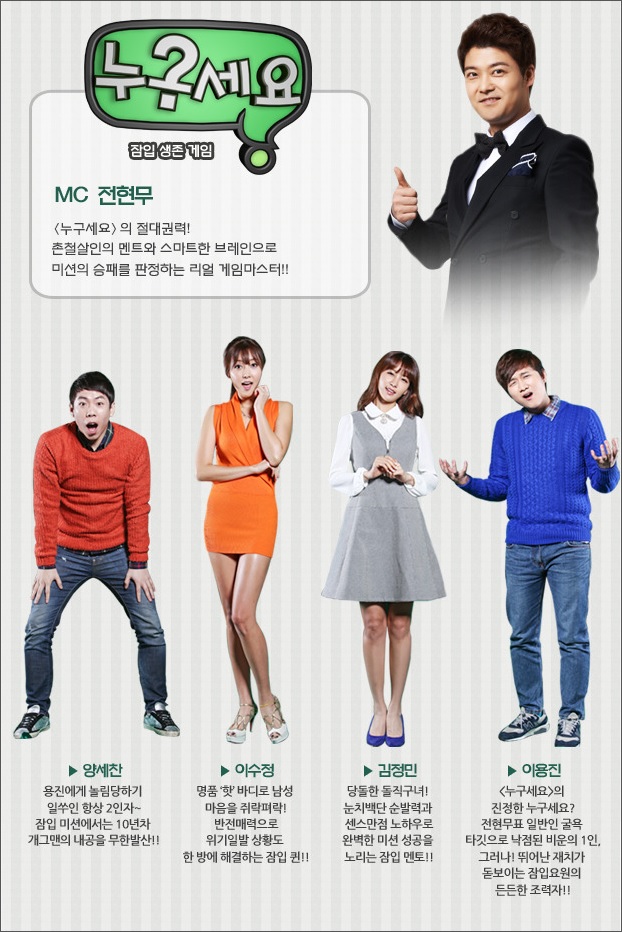 누구세요
잠입 생존 게임
MC 전현무
<누구세요> 의 절대권력!
촌철살인의 멘트와 스마트한 브레인으로
미션의 승패를 판정하는 리얼 게임마스터!!
▶ 양세찬
용진에게 놀림당하기
일쑤인 항상 2인자~
잠입 미션에서는 10년차
개그맨의 내공을 무한발산!!
▶ 이수정
명품 '핫' 바디로 남성
마음을 쥐락펴락!
반전매력으로
위기일발 상황도
한 방에 해결하는 잠입 퀸!!
▶ 김정민
당돌한 돌직구녀!
눈치백단 순발력과
센스만점 노하우로
완벽한 미션 성공을
노리는 잠입 멘토!!
▶ 이용진
<누구세요>의
진정한 누구세요?
전현무표 일반인 굴욕
타깃으로 낙점된 비운의 1인,
그러나! 뛰어난 재치가
돋보이는 잠입요원의
든든한 조력자!!